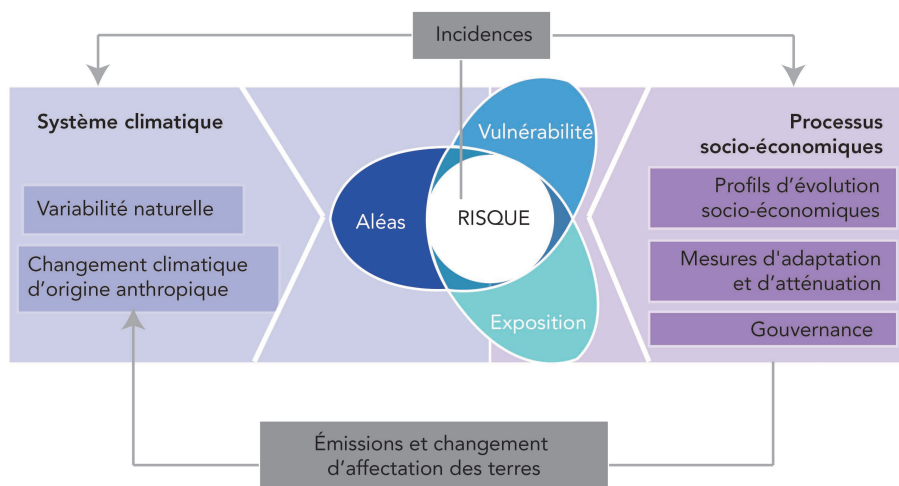 Incidences
Système climatique
Variabilité naturelle
Changement climatique
d’origine anthropique
Vulnérabilité
Aléas
RISQUE
Exposition
Processus
socio-économiques
Profils d’évolution
socio-économiques
Mesures d'adaptation
et d’atténuation
Gouvernance
Émissions et changement
d’affectation des terres